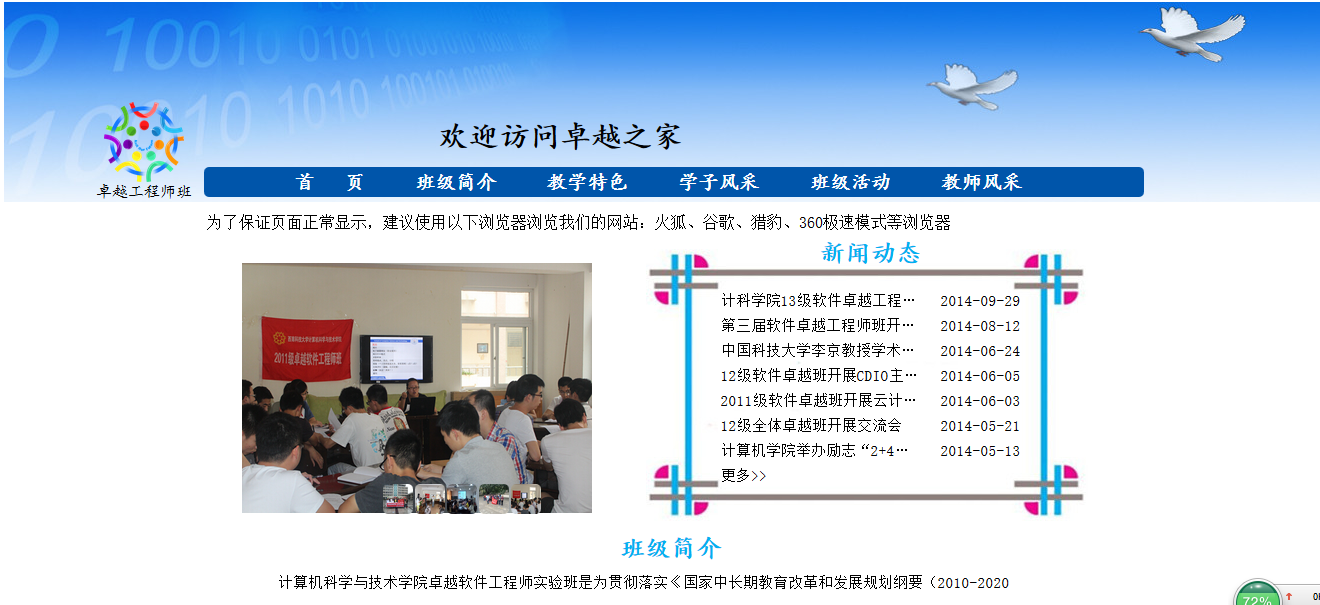 0 10010 0101 01001010
10010 1010 100101 010010
欢迎访问卓越之家
卓越工程师班
首 页 班级简介 教学特色 学子风采 班级活动 教师风采
为了保证页面正常显示，建议使用以下浏览器浏览我们的网站：火狐、谷歌、猎豹、360极速模式等浏览器
2011级卓越软件工程师班
新闻动态
计科学院13级软件卓越工程… 2014-09-29
第三届软件卓越工程师班开… 2014-08-12
中国科技大学李京教授学术… 2014-06-24
12级软件卓越班开展CDIO主… 2014-06-05
2011级软件卓越班开展云计… 2014-06-03
12级全体卓越班开展交流会 2014-05-21
计算机学院举办励志“2+4… 2014-05-13
更多>>
班级简介
计算机科学与技术学院卓越软件工程师实验班是为贯彻落实《国家中长期教育改革和发展规划纲要（2010-2020
72%